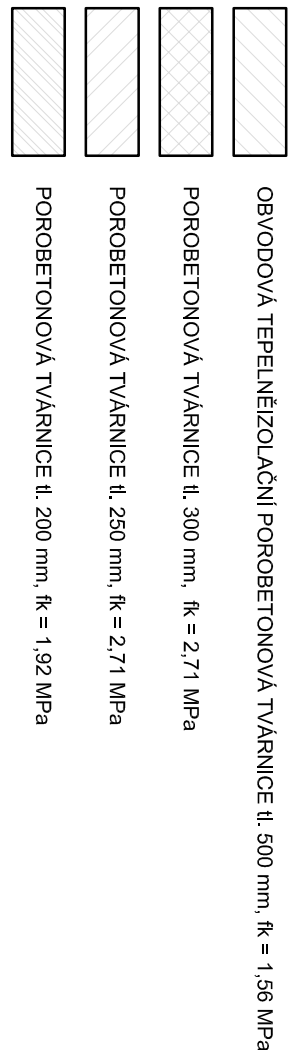 OBVODOVÁ TEPELNĚIZOLAČNÍ POROBETONOVÁ TVÁRNICE tl. 500 mm, fk = 1,56 MPa
POROBETONOVÁ TVÁRNICE tl. 300 mm, fk = 2,71 MPa
POROBETONOVÁ TVÁRNICE tl. 250 mm, fk = 2,71 MPa
POROBETONOVÁ TVÁRNICE tl. 200 mm, fk = 1,92 MPa